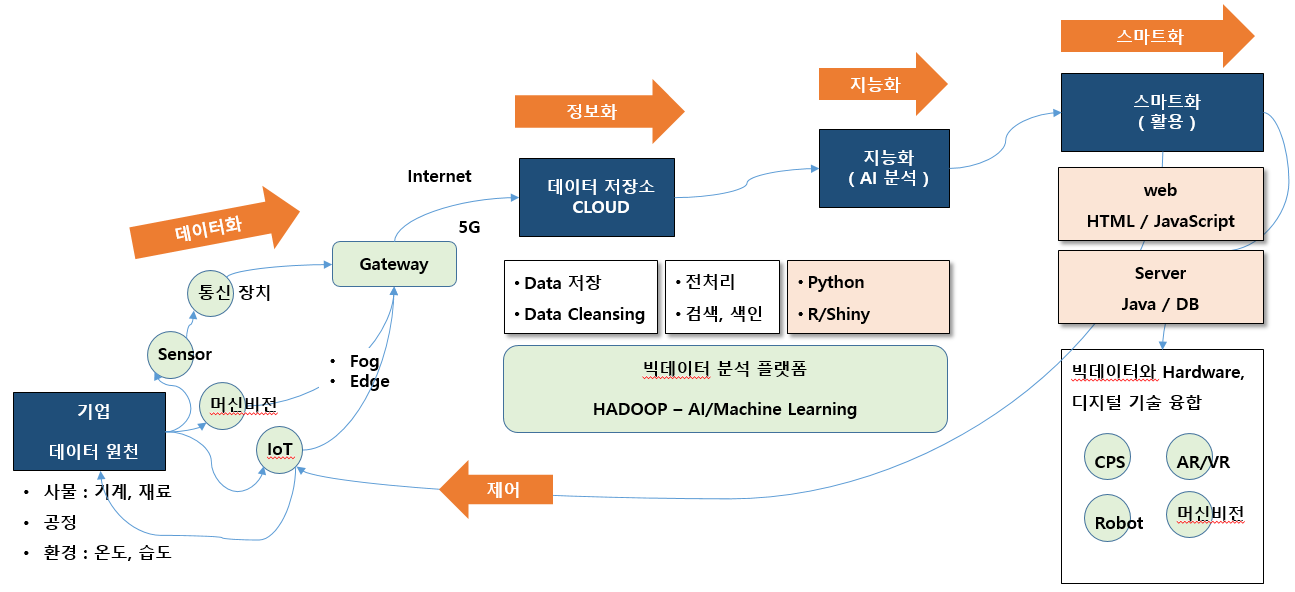 스마트화
지능화
정보화
데이터화
스마트화
( 활용 )
지능화
( AI 분석 )
데이터 저장소
CLOUD
Internet
5G
Gateway
통신 장치
Sensor
머신비전
IoT
• Fog
• Edge
기업
데이터 원천
• 사물 : 기계, 재료
• 공정
• 환경 : 온도, 습도
• Data 저장
• Data Cleansing
• 전처리
• 검색, 색인
• Python
• R/Shiny
빅데이터 분석 플랫폼
HADOOP – AI/Machine Learning
제어
web
HTML / JavaScript
Server
Java / DB
빅데이터와 Hardware,
디지털 기술 융합
CPS
AR/VR
Robot
머신비전